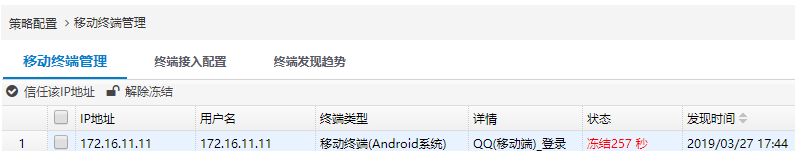 策略配置 > 移动终端管理
移动终端管理 终端接入配置 终端发现趋势
信任该IP地址 解除冻结
IP地址 用户名 终端类型 详情 状态 发现时间
1 172.16.11.11 172.16.11.11 移动终端(Android系统) QQ(移动端)_登录 冻结257 秒 2019/03/27 17:44